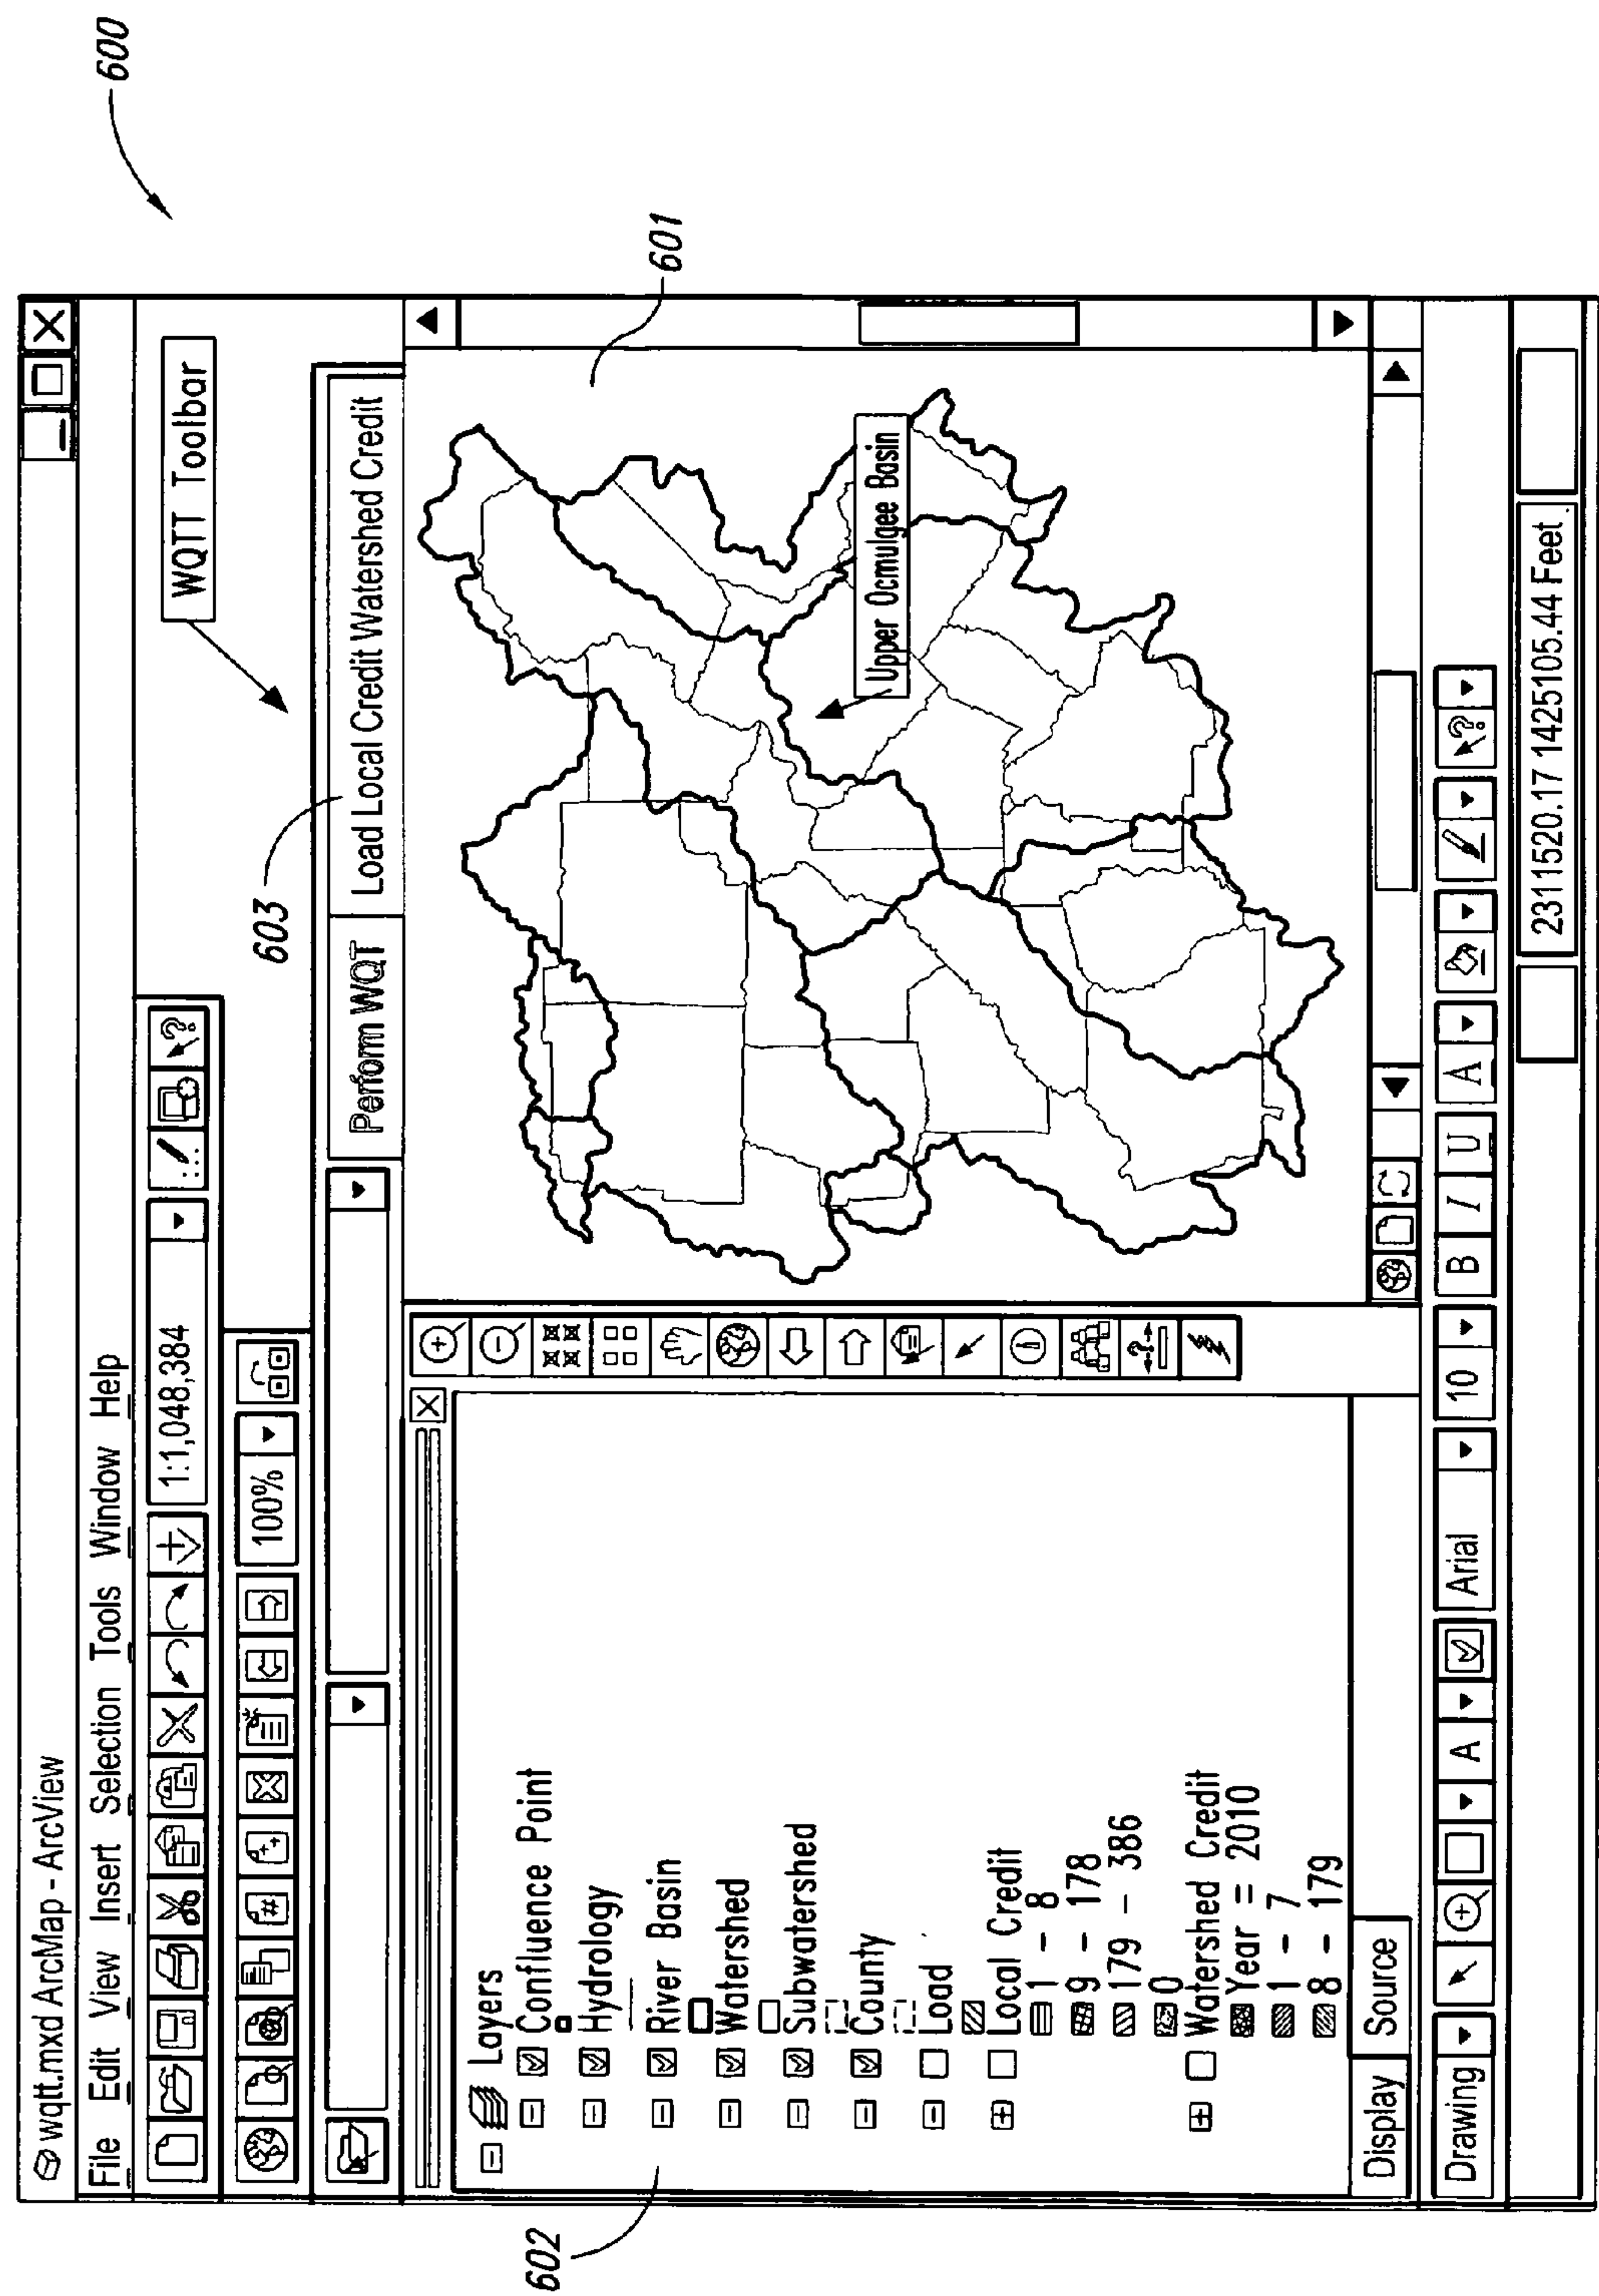 600
wqtt.mxd ArcMap - ArcView
File Edit View Insert Selection Tools Window Help
1:1,048,384
WQTT Toolbar
100%
603
Perform WQT Load Local Credit Watershed Credit
601
602
Layers
Confluence Point
Hydrology
River Basin
Watershed
Subwatershed
County
Load
Local Credit
1 - 8
9 - 178
179 - 386
0
Watershed Credit
Year = 2010
1 - 7
8 - 179
Upper Ocmulgee Basin
Display Source
Drawing A Arial 10 B I U A
2311520.17 1425105.44 Feet